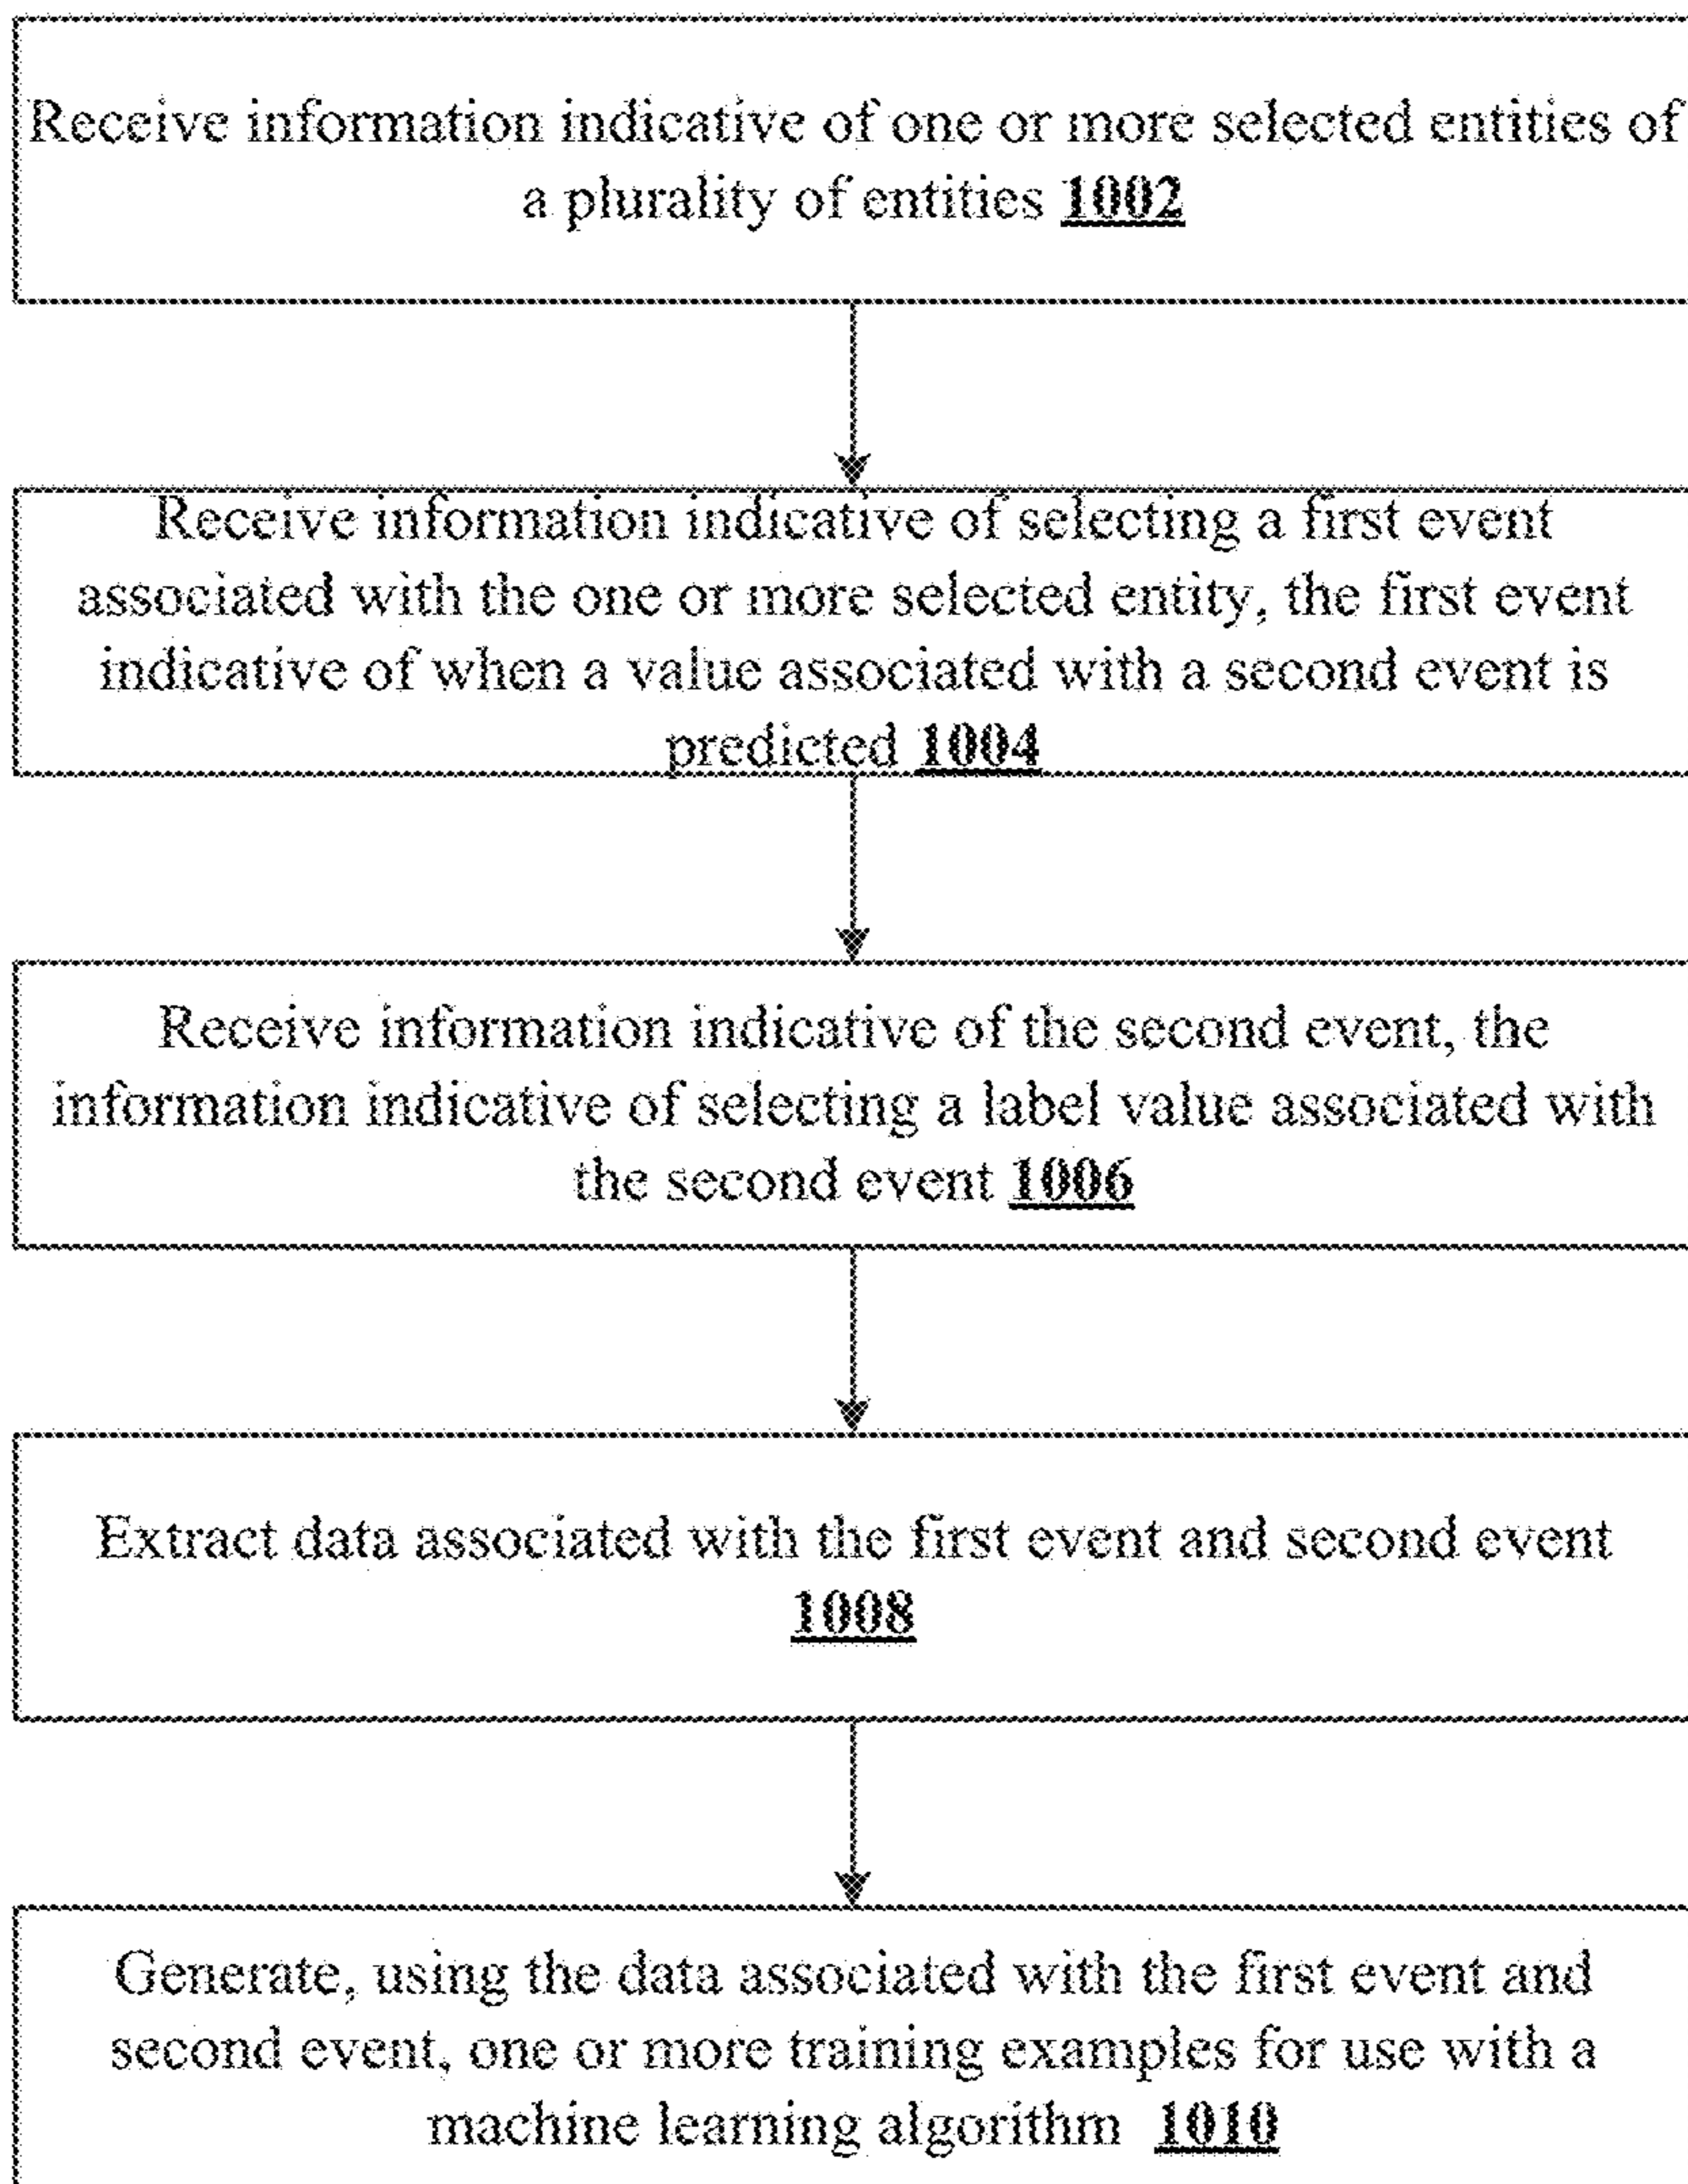 Receive information indicative of one or more selected entities of
a plurality of entities 1002
Receive information indicative of selecting a first event
associated with the one or more selected entity, the first event
indicative of when a value associated with a second event is
predicted 1004
Receive information indicative of the second event, the
information indicative of selecting a label value associated with
the second event 1006
Extract data associated with the first event and second event
1008
Generate, using the data associated with the first event and
second event, one or more training examples for use with a
machine learning algorithm 1010